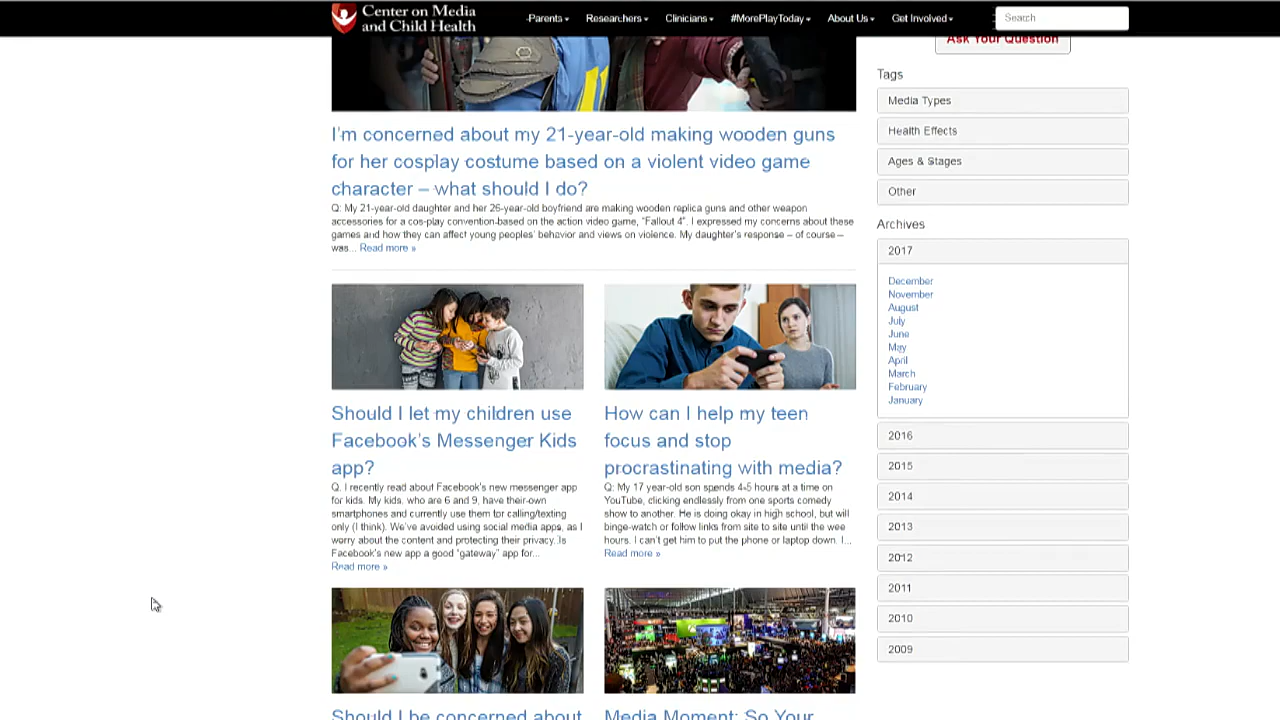 Center on Media
and Child Health
Parents
Researchers
Clinicians
#MorePlayToday
About Us
Get Involved
Search
Ask Your Question
I'm concerned about my 21-year-old making wooden guns
for her cosplay costume based on a violent video game
character – what should I do?
Q: My 21-year-old daughter and her 26-year-old boyfriend are making wooden replica guns and other weapon
accessories for a cos-play convention based on the action video game, "Fallout 4". I expressed my concerns about these
games and how they can affect young peoples' behavior and views on violence. My daughter's response – of course –
was... Read more »
Should I let my children use
Facebook's Messenger Kids
app?
Q. I recently read about Facebook's new messenger app
for kids. My kids, who are 6 and 9, have their own
smartphones and currently use them for calling/texting
only (I think). We've avoided using social media apps, as I
worry about the content and protecting their privacy. Is
Facebook's new app a good "gateway" app for...
Read more »
How can I help my teen
focus and stop
procrastinating with media?
Q: My 17 year-old son spends 4-5 hours at a time on
YouTube, clicking endlessly from one sports comedy
show to another. He is doing okay in high school, but will
binge-watch or follow links from site to site until the wee
hours. I can't get him to put the phone or laptop down. I...
Read more »
Should I be concerned about
Media Moment: So Your
Tags
Media Types
Health Effects
Ages & Stages
Other
Archives
2017
December
November
August
July
June
May
April
March
February
January
2016
2015
2014
2013
2012
2011
2010
2009